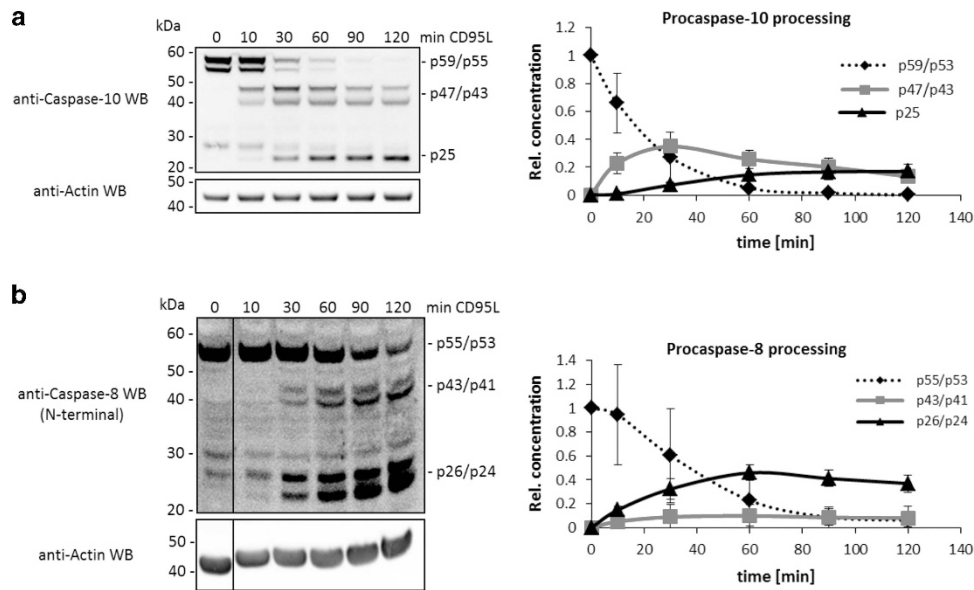 a
kDa
0 10 30 60 90 120 min CD95L
60 -
50 -
40 -
30 -
20 -
- p59/p55
- p47/p43
- p25
anti-Caspase-10 WB
50 -
40 -
anti-Actin WB
Procaspase-10 processing
Rel. concentration
1.2
1
0.8
0.6
0.4
0.2
0
p59/p53
p47/p43
p25
0 20 40 60 80 100 120 140
time [min]
b
kDa
0 10 30 60 90 120 min CD95L
60 -
50 -
40 -
30 -
20 -
- p55/p53
- p43/p41
- p26/p24
anti-Caspase-8 WB
(N-terminal)
50 -
40 -
anti-Actin WB
Procaspase-8 processing
Rel. concentration
1.4
1.2
1
0.8
0.6
0.4
0.2
0
p55/p53
p43/p41
p26/p24
0 20 40 60 80 100 120 140
time [min]